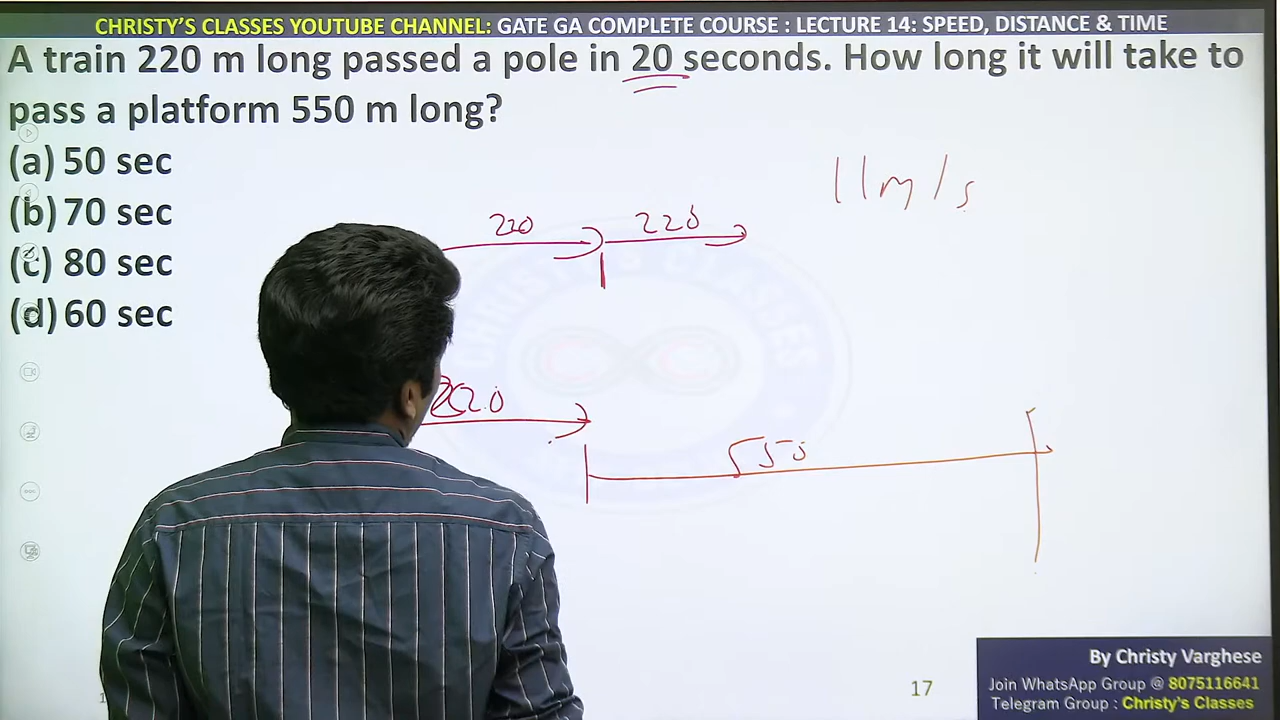 CHRISTY'S CLASSES YOUTUBE CHANNEL: GATE GA COMPLETE COURSE : LECTURE 14: SPEED, DISTANCE & TIME
A train 220 m long passed a pole in 20 seconds. How long it will take to
pass a platform 550 m long?
(a) 50 sec
(b) 70 sec
(c) 80 sec
(d) 60 sec
11m/s
220 220
220
550
By Christy Varghese
17
Join WhatsApp Group @ 8075116641
Telegram Group : Christy's Classes